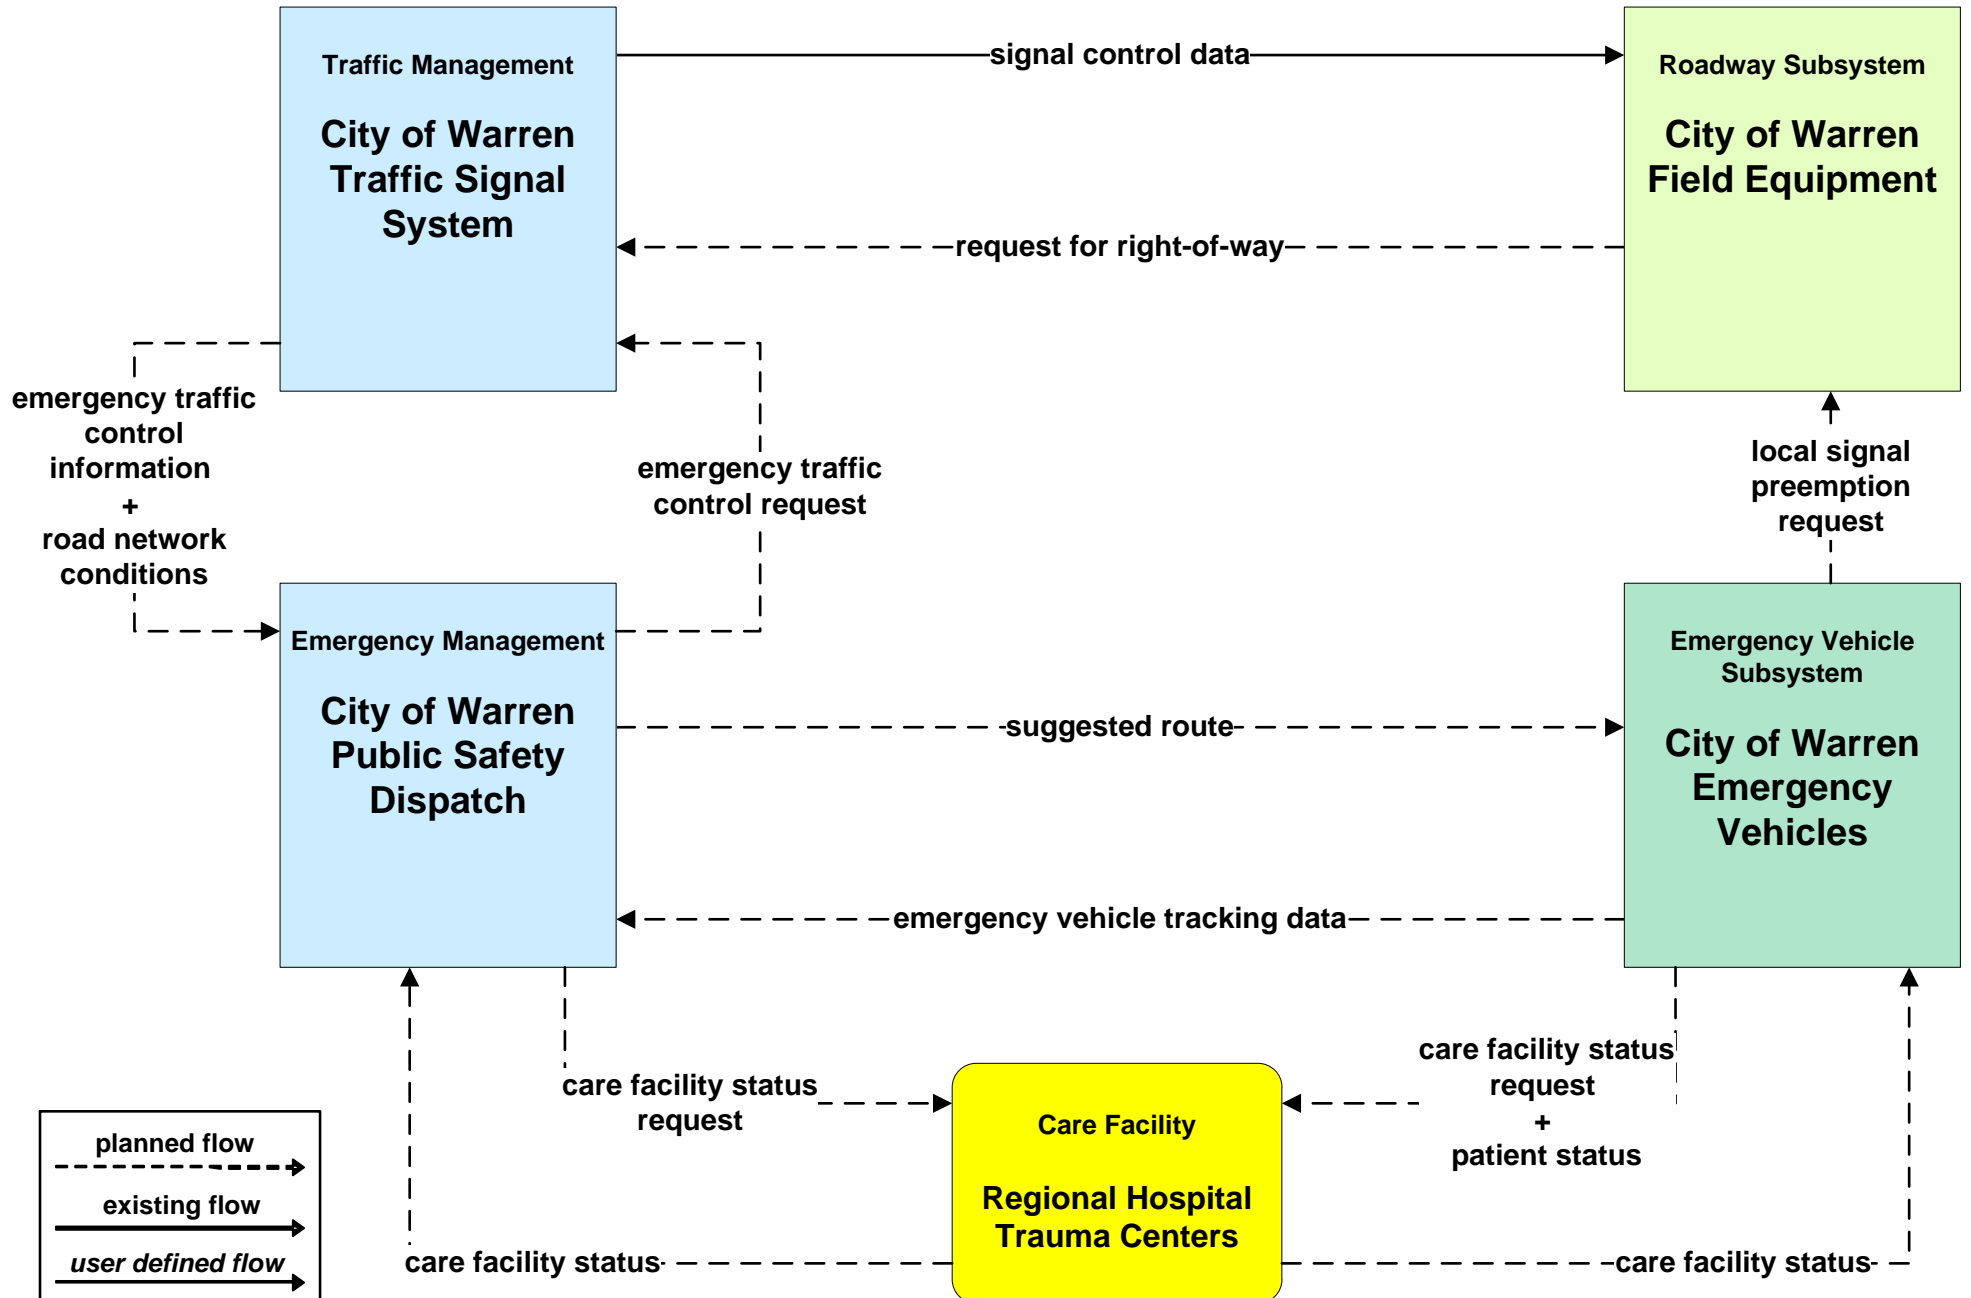 Traffic Management
City of Warren
Traffic Signal
System
signal control data
Roadway Subsystem
City of Warren
Field Equipment
request for right-of-way
emergency traffic
control
information
+
road network
conditions
emergency traffic
control request
local signal
preemption
request
Emergency Management
City of Warren
Public Safety
Dispatch
suggested route
Emergency Vehicle
Subsystem
City of Warren
Emergency
Vehicles
emergency vehicle tracking data
care facility status
request
care facility status
request
+
patient status
Care Facility
Regional Hospital
Trauma Centers
care facility status
care facility status
planned flow
existing flow
user defined flow